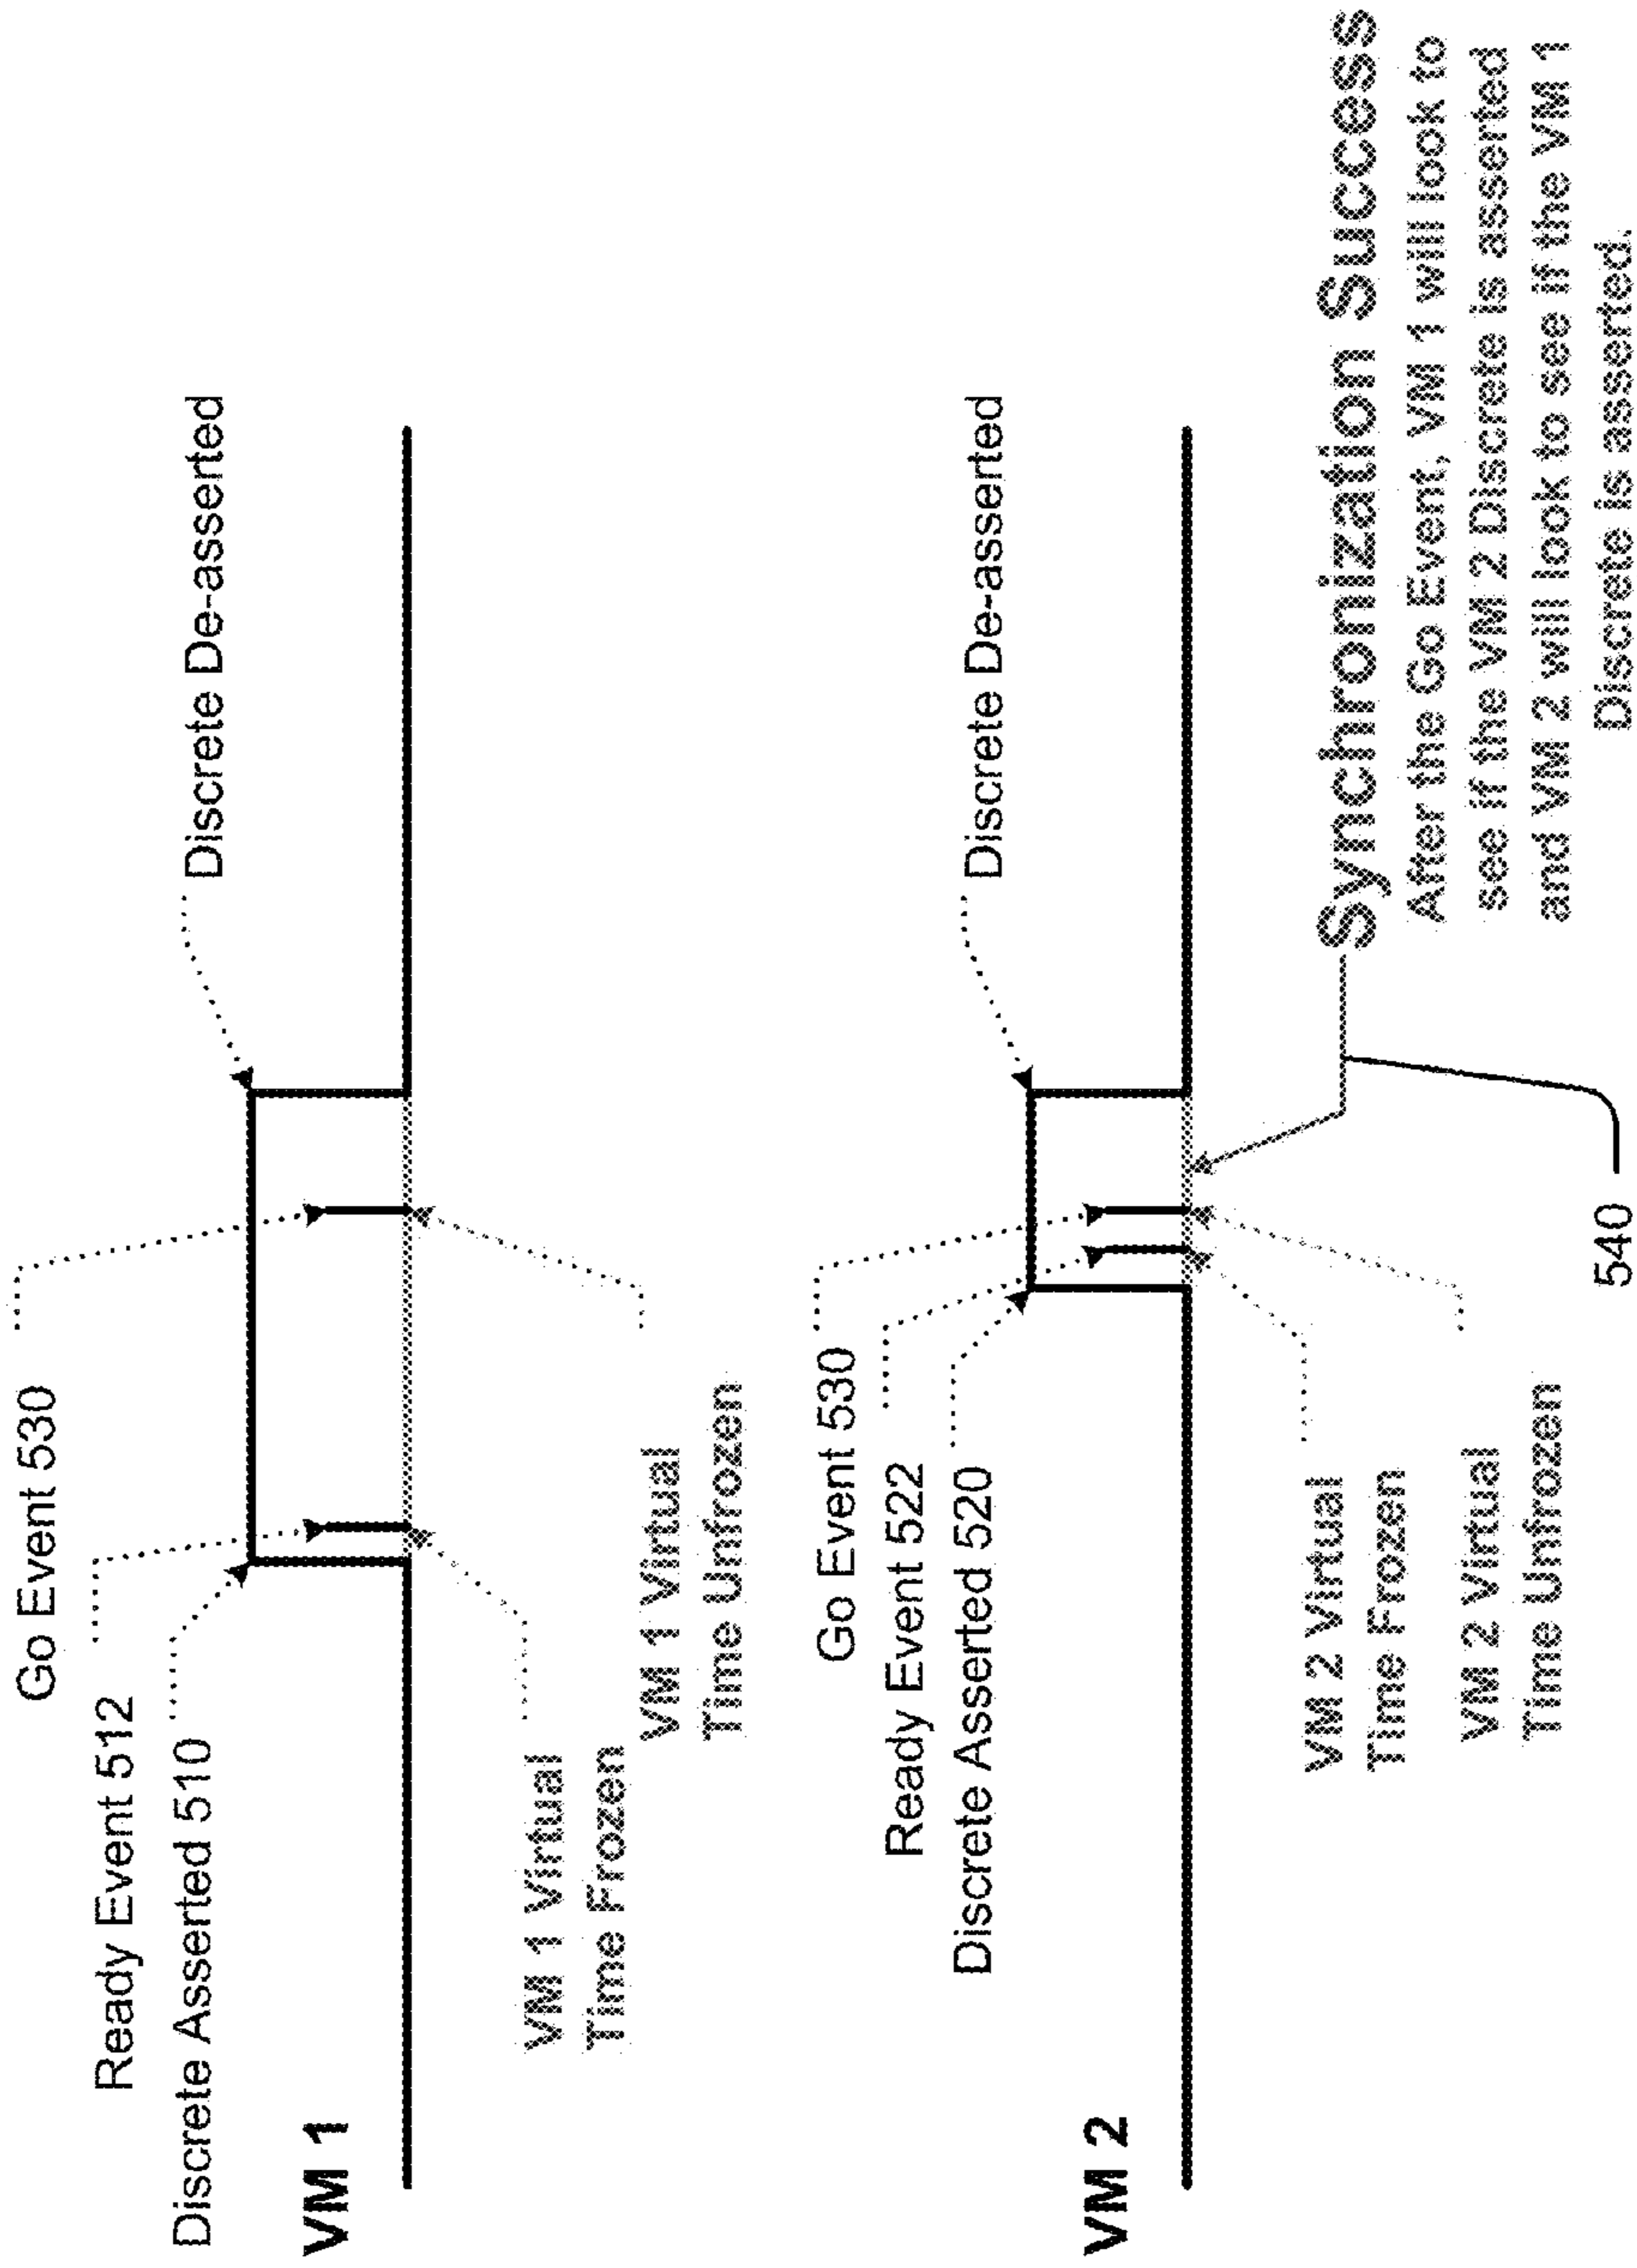 Go Event 530
Ready Event 512
Discrete Asserted 510
Discrete De-asserted
VM 1
VM 1 Virtual
Time Frozen
VM 1 Virtual
Time Unfrozen
Go Event 530
Ready Event 522
Discrete Asserted 520
Discrete De-asserted
VM 2
VM 2 Virtual
Time Frozen
VM 2 Virtual
Time Unfrozen
Synchronization Success
After the Go Event, VM 1 will look to
see if the VM 2 Discrete is asserted
and VM 2 will look to see if the VM 1
Discrete is asserted.
540